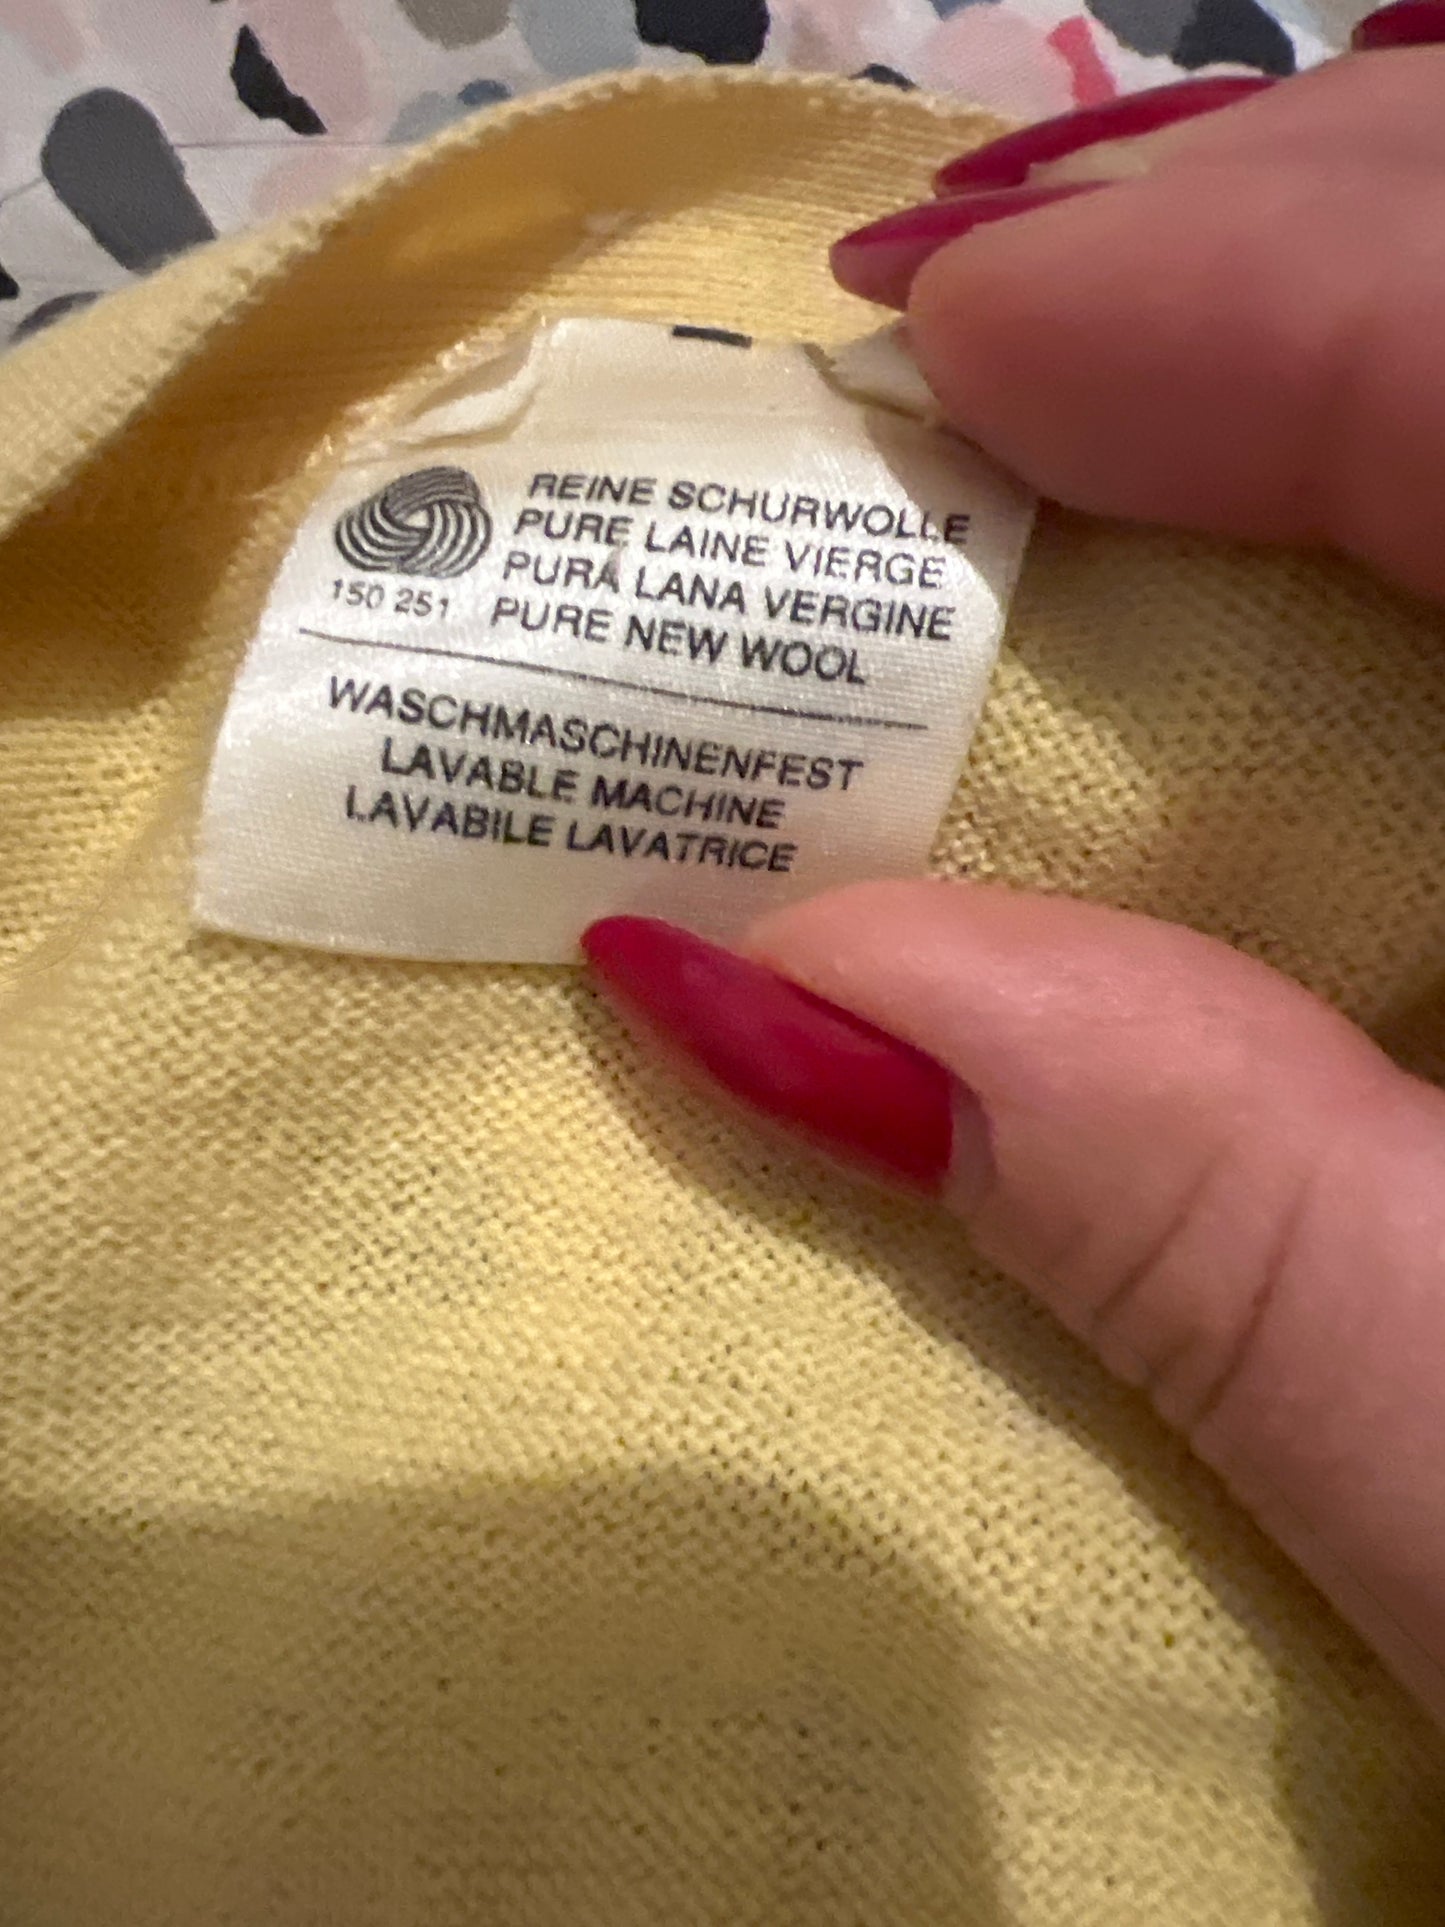 REINE SCHURWOLLE
PURE LAINE VIERGE
PURA LANA VERGINE
150 251 PURE NEW WOOL
WASCHMASCHINENFEST
LAVABLE MACHINE
LAVABILE LAVATRICE